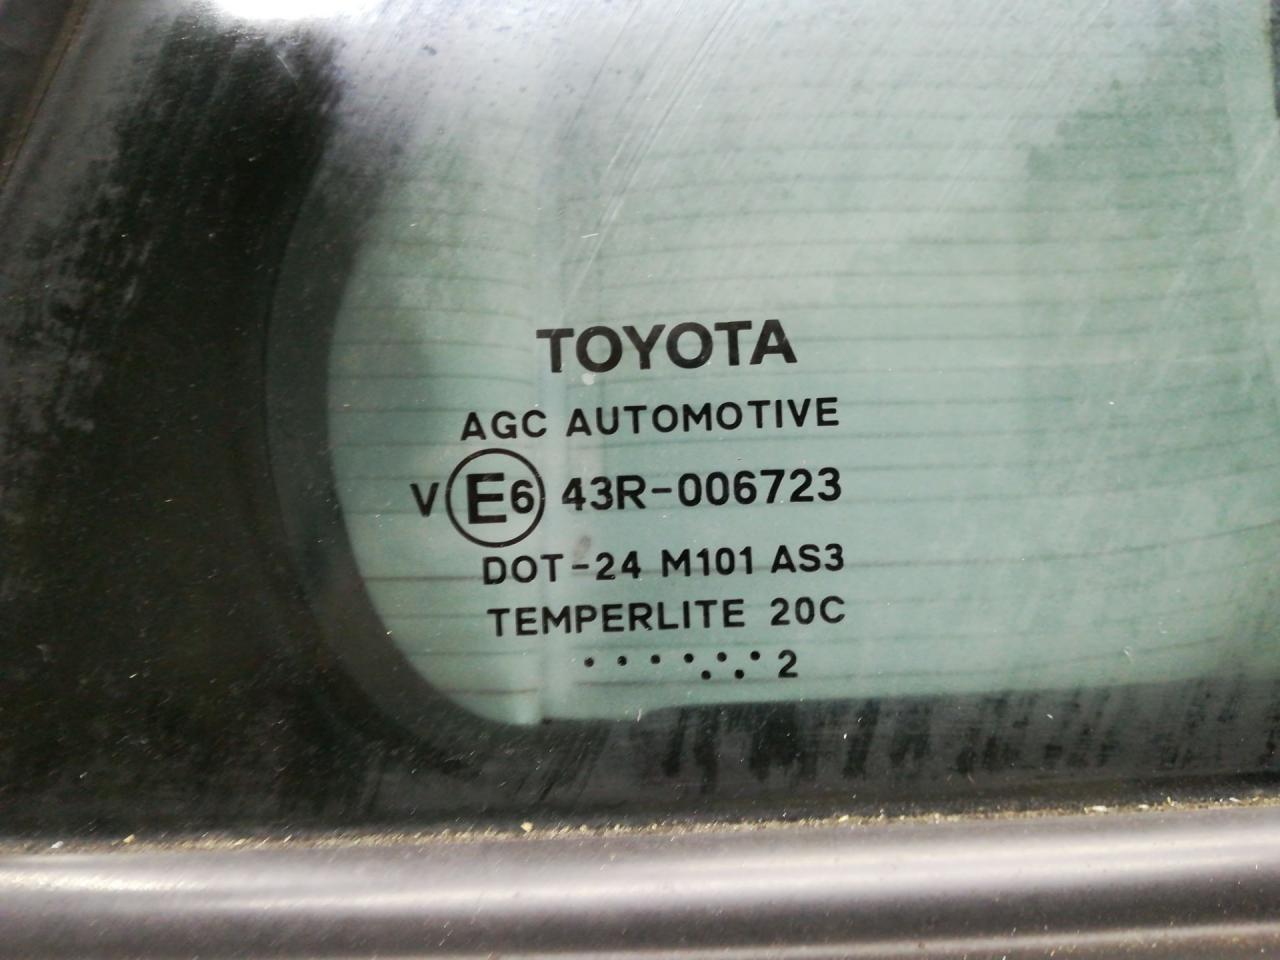 TOYOTA
AGC AUTOMOTIVE
V E6 43R-006723
DOT-24 M101 AS3
TEMPERLITE 20C
. . . . . . . . 2